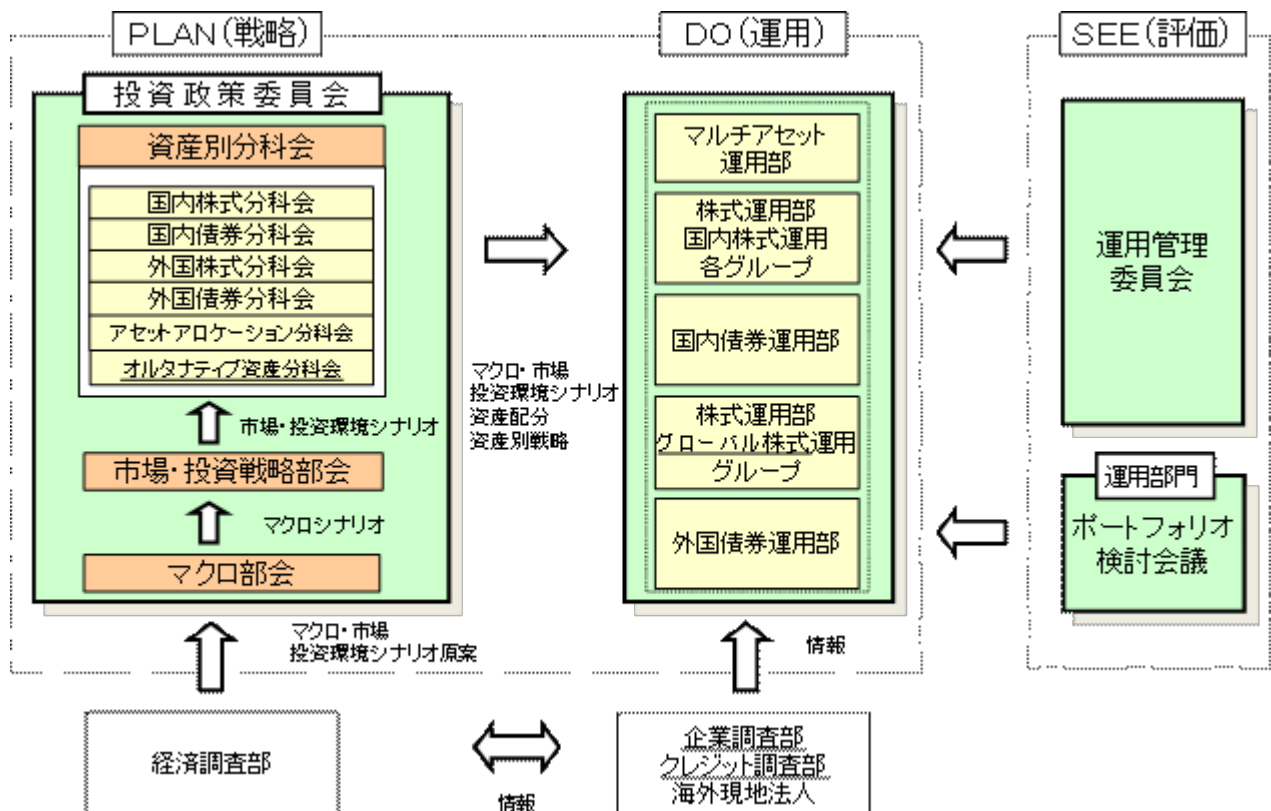 PLAN(戦略)
投資政策委員会
資産別分科会
国内株式分科会
国内債券分科会
外国株式分科会
外国債券分科会
アセットアロケーション分科会
オルタナティブ資産分科会
市場・投資環境シナリオ
市場・投資戦略部会
マクロシナリオ
マクロ部会
マクロ・市場
投資環境シナリオ原案
経済調査部
マクロ・市場
投資環境シナリオ
資産配分
資産別戦略
情報
DO(運用)
マルチアセット
運用部
株式運用部
国内株式運用
各グループ
国内債券運用部
株式運用部
グローバル株式運用
グループ
外国債券運用部
情報
企業調査部
クレジット調査部
海外現地法人
SEE(評価)
運用管理
委員会
運用部門
ポートフォリオ
検討会議